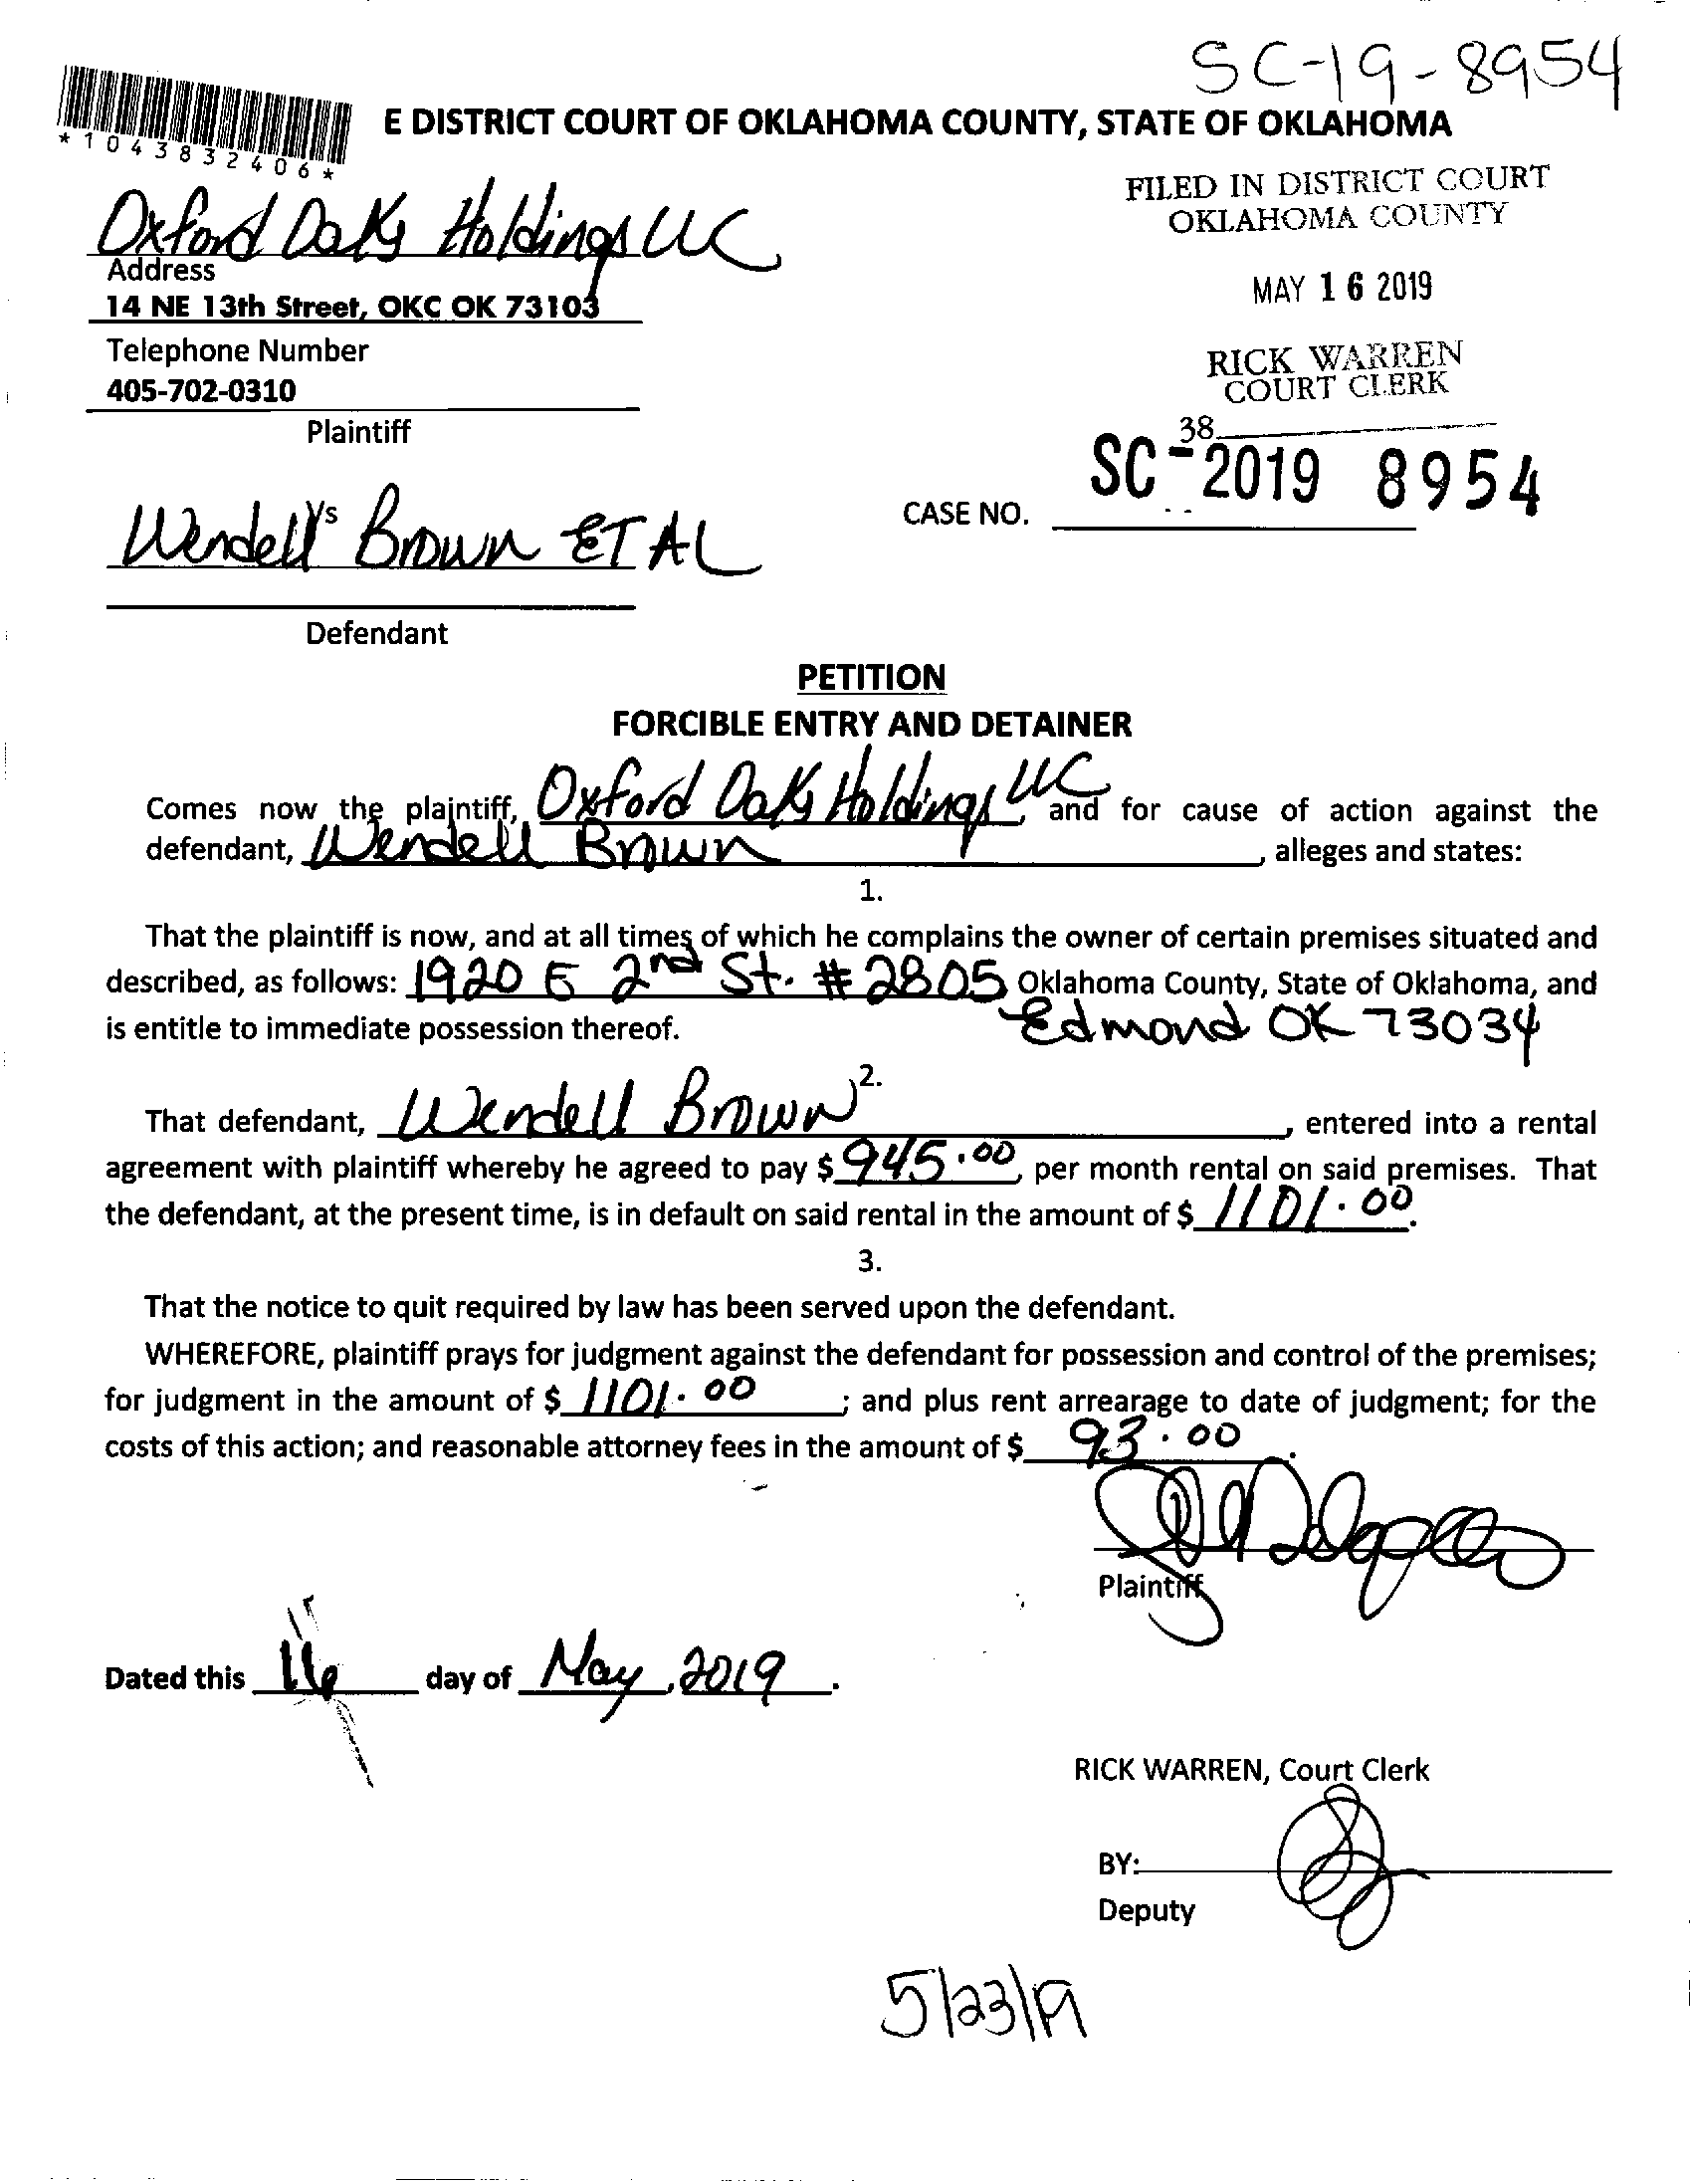 SC-19-8954
E DISTRICT COURT OF OKLAHOMA COUNTY, STATE OF OKLAHOMA
*1043832406*
FILED IN DISTRICT COURT
OKLAHOMA COUNTY
MAY 16 2019
RICK WARREN
COURT CLERK
38
Oxford Oaks Holdings LLC
Address
14 NE 13th Street, OKC OK 73103
Telephone Number
405-702-0310
Plaintiff
Vs
Wendell Brown ET AL
CASE NO. SC-2019 8954
Defendant
PETITION
FORCIBLE ENTRY AND DETAINER
Comes now the plaintiff, Oxford Oaks Holdings LLC, and for cause of action against the
defendant, Wendell Brown, alleges and states:
1.
That the plaintiff is now, and at all times of which he complains the owner of certain premises situated and
described, as follows: 1920 E 2nd St. #2805 Oklahoma County, State of Oklahoma, and
is entitle to immediate possession thereof. Edmond OK 73034
2.
That defendant, Wendell Brown, entered into a rental
agreement with plaintiff whereby he agreed to pay $ 945.00, per month rental on said premises. That
the defendant, at the present time, is in default on said rental in the amount of $ 1101.00.
3.
That the notice to quit required by law has been served upon the defendant.
WHEREFORE, plaintiff prays for judgment against the defendant for possession and control of the premises;
for judgment in the amount of $ 1101.00; and plus rent arrearage to date of judgment; for the
costs of this action; and reasonable attorney fees in the amount of $ 93.00.
Plaintiff
Dated this 16 day of May, 2019.
RICK WARREN, Court Clerk
BY:
Deputy
5/23/19